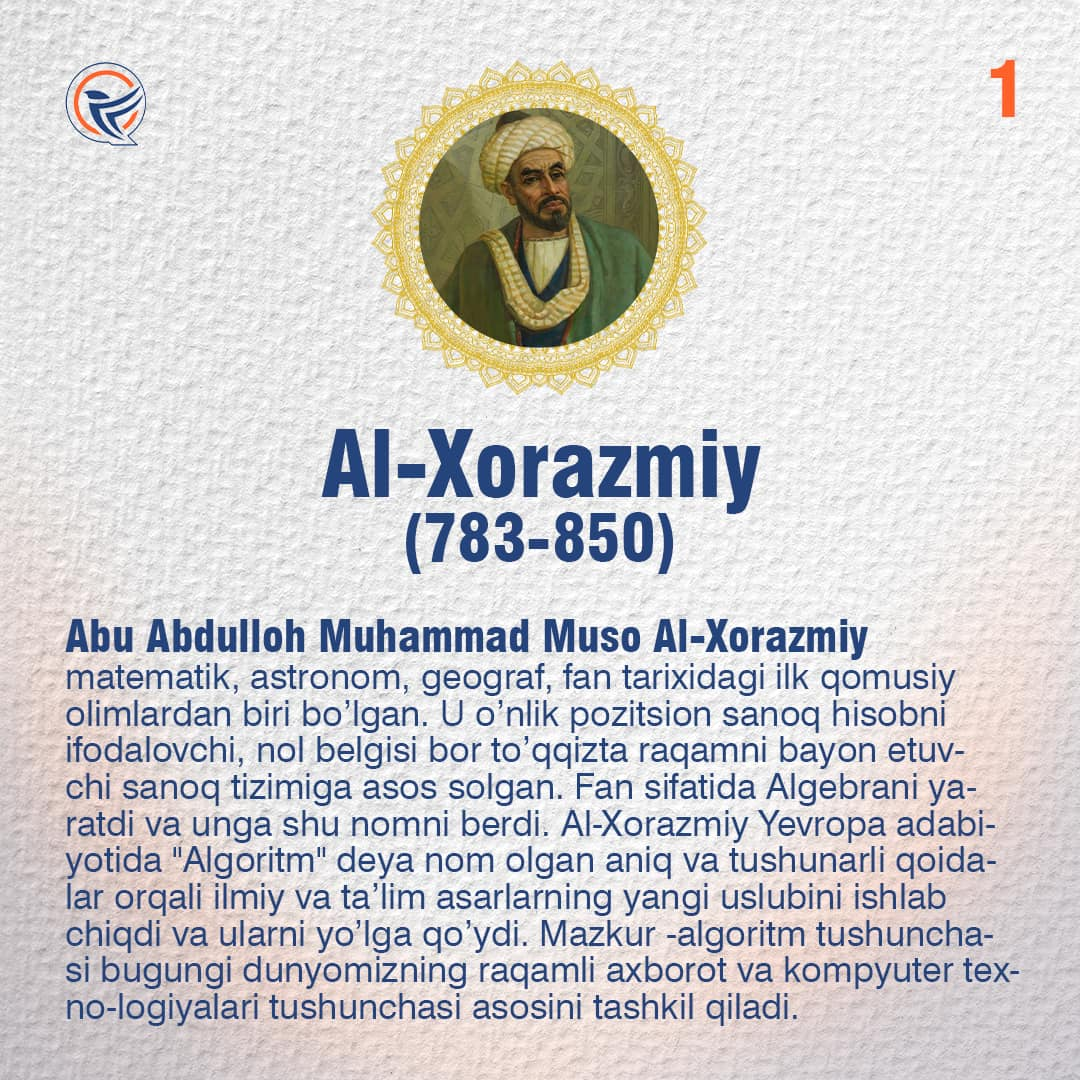 1
Al-Xorazmiy
(783-850)
Abu Abdulloh Muhammad Muso Al-Xorazmiy
matematik, astronom, geograf, fan tarixidagi ilk qomusiy
olimlardan biri bo’lgan. U o’nlik pozitsion sanoq hisobni
ifodalovchi, nol belgisi bor to’qqizta raqamni bayon etuv-
chi sanoq tizimiga asos solgan. Fan sifatida Algebrani ya-
ratdi va unga shu nomni berdi. Al-Xorazmiy Yevropa adabi-
yotida "Algoritm" deya nom olgan aniq va tushunarli qoida-
lar orqali ilmiy va ta’lim asarlarning yangi uslubini ishlab
chiqdi va ularni yo’lga qo’ydi. Mazkur -algoritm tushuncha-
si bugungi dunyomizning raqamli axborot va kompyuter tex-
no-logiyalari tushunchasi asosini tashkil qiladi.